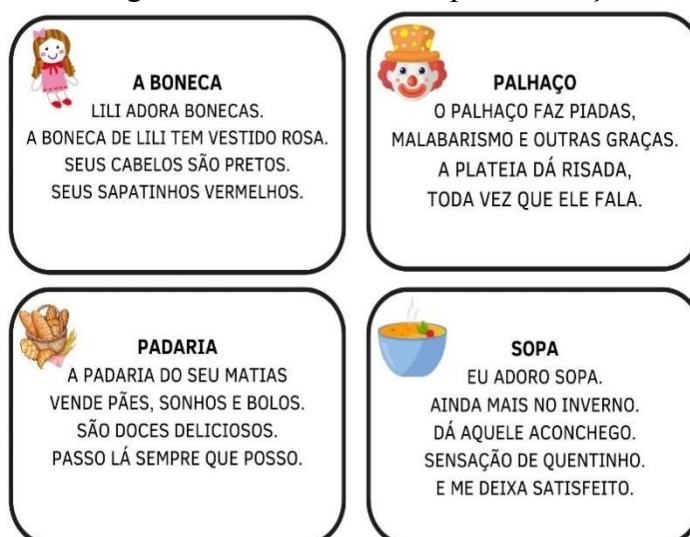 A BONECA
LILI ADORA BONECAS.
A BONECA DE LILI TEM VESTIDO ROSA.
SEUS CABELOS SÃO PRETOS.
SEUS SAPATINHOS VERMELHOS.
PALHAÇO
O PALHAÇO FAZ PIADAS,
MALABARISMO E OUTRAS GRAÇAS.
A PLATEIA DÁ RISADA,
TODA VEZ QUE ELE FALA.
PADARIA
A PADARIA DO SEU MATIAS
VENDE PÃES, SONHOS E BOLOS.
SÃO DOCES DELICIOSOS.
PASSO LÁ SEMPRE QUE POSSO.
SOPA
EU ADORO SOPA.
AINDA MAIS NO INVERNO.
DÁ AQUELE ACONCHEGO.
SENSAÇÃO DE QUENTINHO.
E ME DEIXA SATISFEITO.